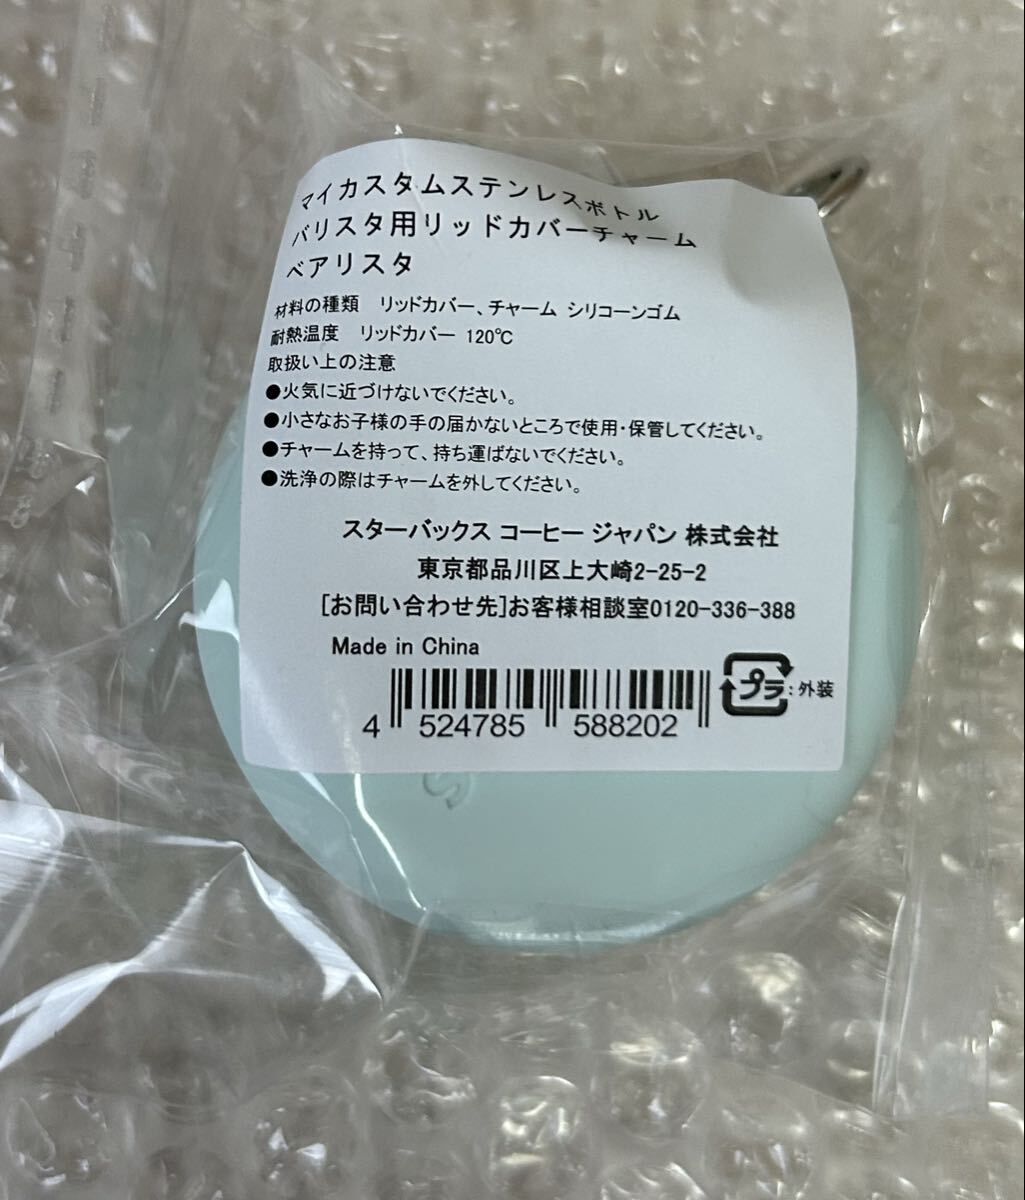 マイカスタムステンレスボトル
バリスタ用リッドカバーチャーム
ベアリスタ
材料の種類　リッドカバー、チャーム シリコーンゴム
耐熱温度　リッドカバー 120℃
取扱い上の注意
●火気に近づけないでください。
●小さなお子様の手の届かないところで使用・保管してください。
●チャームを持って、持ち運ばないでください。
●洗浄の際はチャームを外してください。
スターバックス コーヒー ジャパン 株式会社
東京都品川区上大崎2-25-2
[お問い合わせ先]お客様相談室0120-336-388
Made in China
プラ:外装
4 524785 588202
S